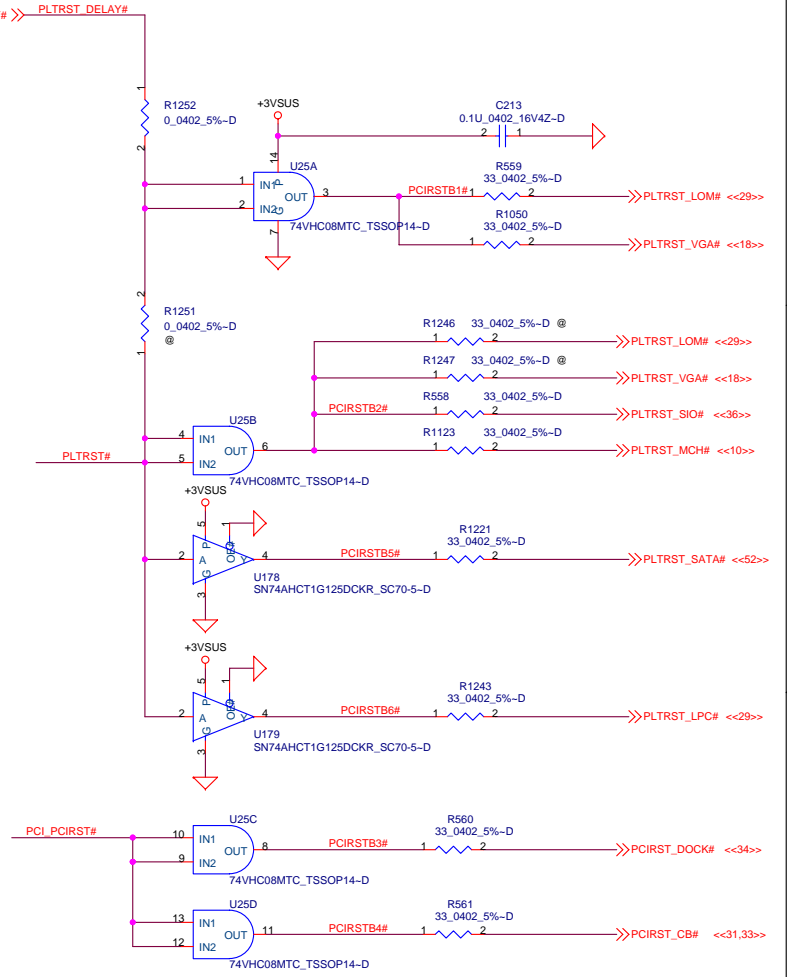 # PLTRST_DELAY#
1
R1252
0_0402_5%~D
2
+3VSUS
C213
0.1U_0402_16V4Z~D
2 1
14
U25A
1 IN1 P
OUT 3
2 IN2 G
7
74VHC08MTC_TSSOP14~D
PCIRSTB1#
R559
33_0402_5%~D
1 2
PLTRST_LOM# <<29>>
R1050
33_0402_5%~D
1 2
PLTRST_VGA# <<18>>
2
R1251
0_0402_5%~D
@
1
R1246 33_0402_5%~D @
1 2
PLTRST_LOM# <<29>>
R1247 33_0402_5%~D @
1 2
PLTRST_VGA# <<18>>
PCIRSTB2#
R558 33_0402_5%~D
1 2
PLTRST_SIO# <<36>>
R1123 33_0402_5%~D
1 2
PLTRST_MCH# <<10>>
U25B
4 IN1
OUT 6
5 IN2
PLTRST#
74VHC08MTC_TSSOP14~D
+3VSUS
5 1
P OE#
2 A Y 4
G
3
U178
SN74AHCT1G125DCKR_SC70-5~D
PCIRSTB5#
R1221
33_0402_5%~D
1 2
PLTRST_SATA# <<52>>
+3VSUS
5 1
P OE#
2 A Y 4
G
3
U179
SN74AHCT1G125DCKR_SC70-5~D
PCIRSTB6#
R1243
33_0402_5%~D
1 2
PLTRST_LPC# <<29>>
PCI_PCIRST#
U25C
10 IN1
OUT 8
9 IN2
74VHC08MTC_TSSOP14~D
PCIRSTB3#
R560
33_0402_5%~D
1 2
PCIRST_DOCK# <<34>>
U25D
13 IN1
OUT 11
12 IN2
74VHC08MTC_TSSOP14~D
PCIRSTB4#
R561
33_0402_5%~D
1 2
PCIRST_CB# <<31,33>>